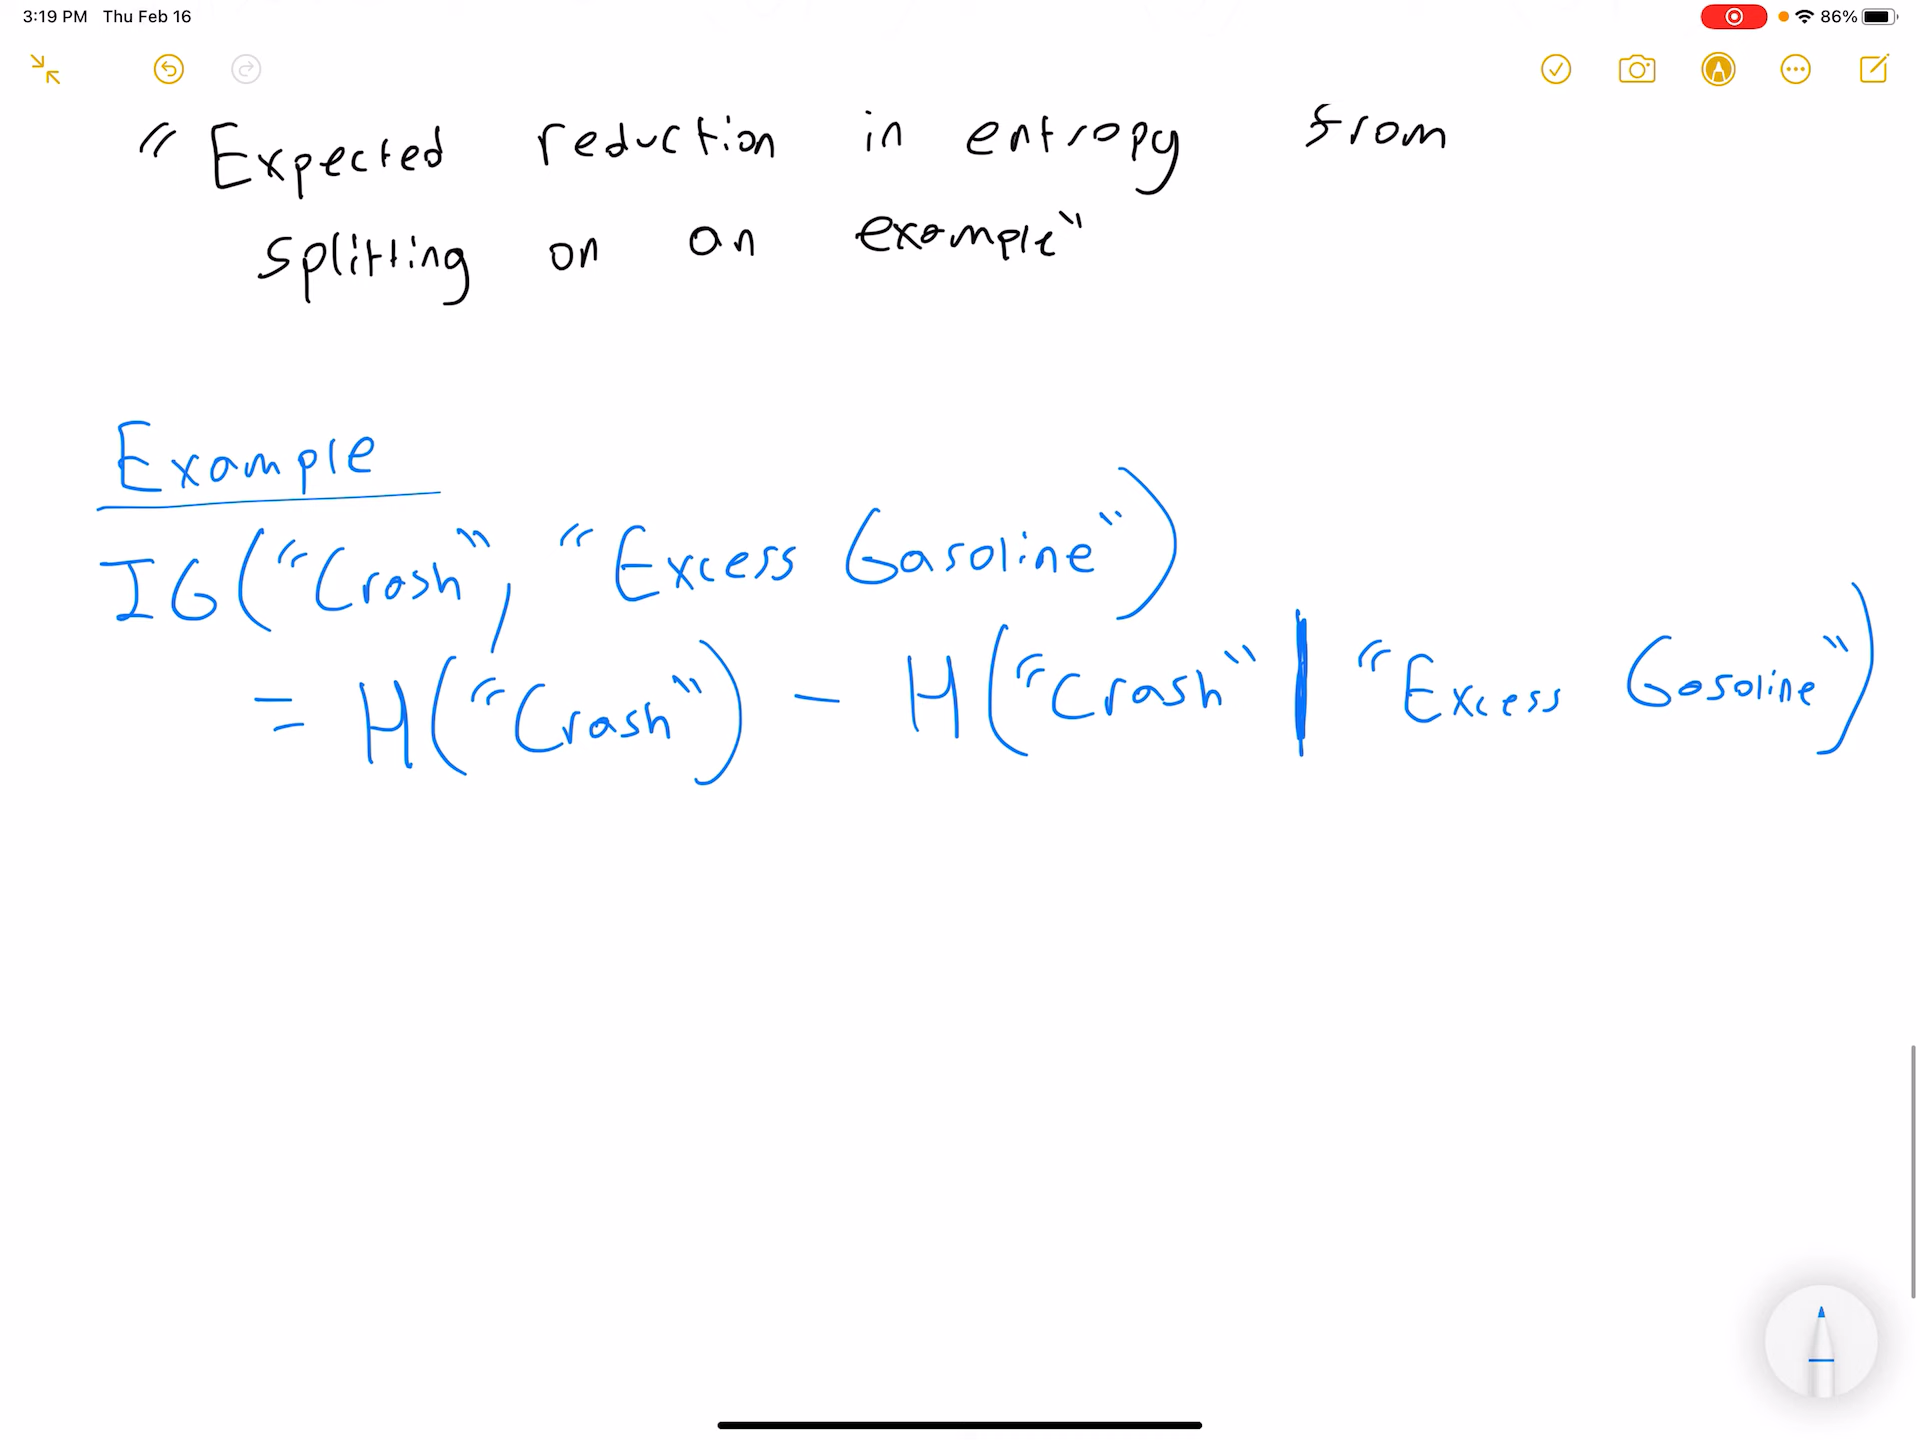 3:19 PM Thu Feb 16 86%
"Expected reduction in entropy from
splitting on an example"
Example
IG("Crash", "Excess Gasoline")
= H("Crash") - H("Crash" | "Excess Gasoline")